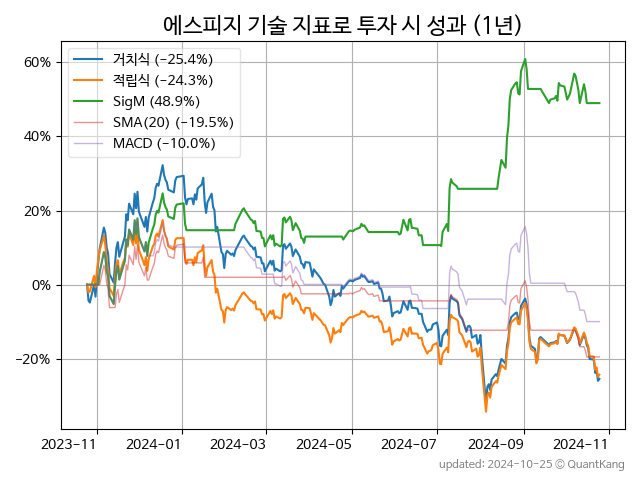 에스피지 기술 지표로 투자 시 성과 (1년)
거치식 (−25.4%)
적립식 (−24.3%)
SigM (48.9%)
SMA(20) (−19.5%)
MACD (−10.0%)
60%
40%
20%
0%
−20%
2023-11 2024-01 2024-03 2024-05 2024-07 2024-09 2024-11
updated: 2024-10-25 © QuantKang